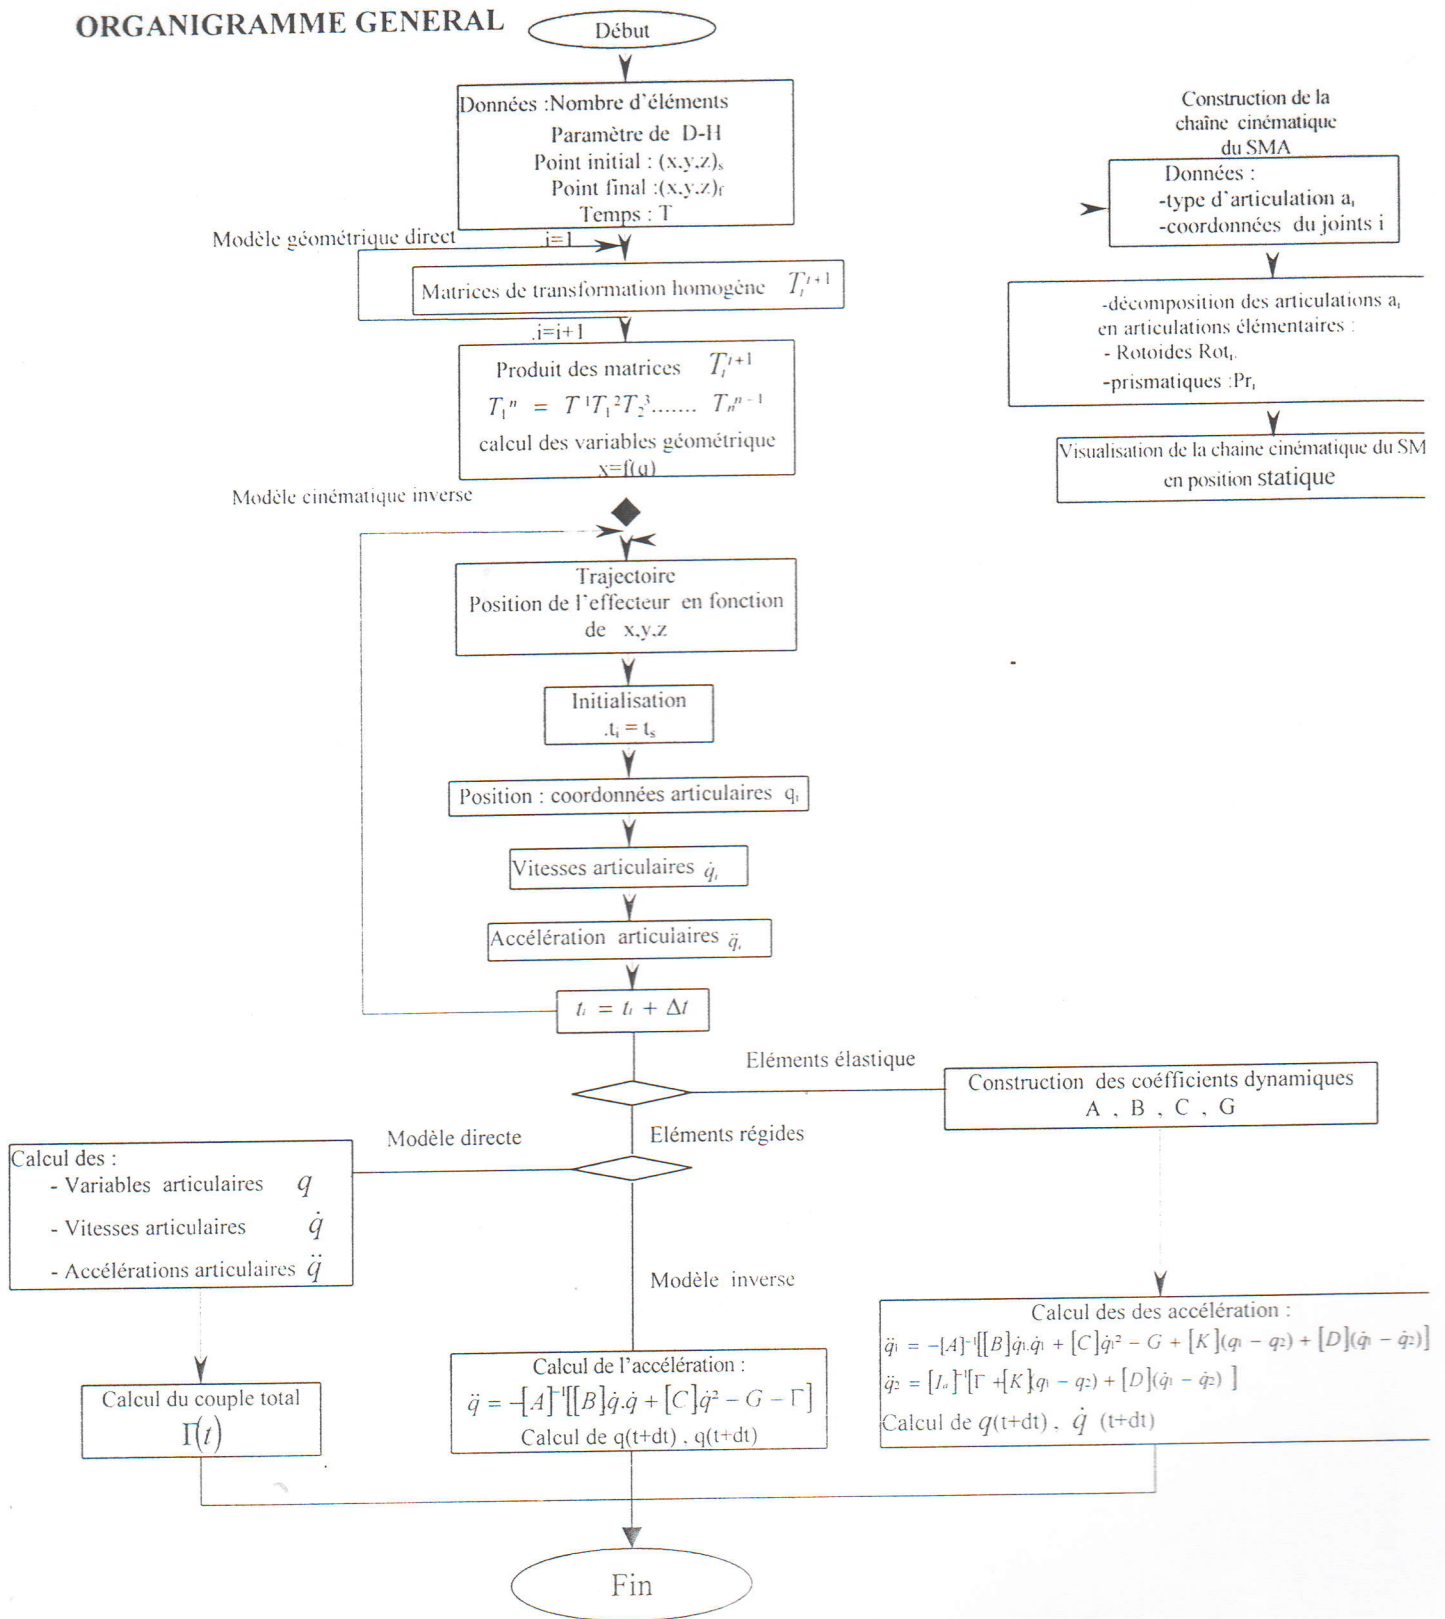 ORGANIGRAMME GENERAL
Début
Données :Nombre d'éléments
Paramètre de D-H
Point initial : (x.y.z)s
Point final :(x.y.z)f
Temps : T
Modèle géométrique direct
.i=1
Matrices de transformation homogène T_i^{i+1}
.i=i+1
Produit des matrices T_i^{i+1}
T_1^n = T^1T_1^2T_2^3....... T_n^{n-1}
calcul des variables géométrique
x=f(q)
Construction de la
chaîne cinématique
du SMA
Données :
-type d'articulation ai
-coordonnées du joints i
-décomposition des articulations ai
en articulations élémentaires :
- Rotoides Roti.
-prismatiques :Pri
Visualisation de la chaine cinématique du SM
en position statique
Modèle cinématique inverse
Trajectoire
Position de l'effecteur en fonction
de x.y.z
Initialisation
.ti = ts
Position : coordonnées articulaires qi
Vitesses articulaires q̇i
Accélération articulaires q̈i
ti = ti + Δt
Eléments élastique
Construction des coéfficients dynamiques
A , B , C , G
Modèle directe
Eléments régides
Calcul des :
- Variables articulaires q
- Vitesses articulaires q̇
- Accélérations articulaires q̈
Modèle inverse
Calcul du couple total
Γ(t)
Calcul de l'accélération :
q̈ = -[A]⁻¹[[B]q̇.q̇ + [C]q̇² - G - Γ]
Calcul de q(t+dt) . q(t+dt)
Calcul des des accélération :
q̈1 = -[A]⁻¹[[B]q̇1.q̇1 + [C]q̇1² - G + [K](q1 - q2) + [D](q̇1 - q̇2)]
q̈2 = [Ia]⁻¹[Γ +[K](q1 - q2) + [D](q̇1 - q̇2) ]
Calcul de q(t+dt) . q̇ (t+dt)
Fin